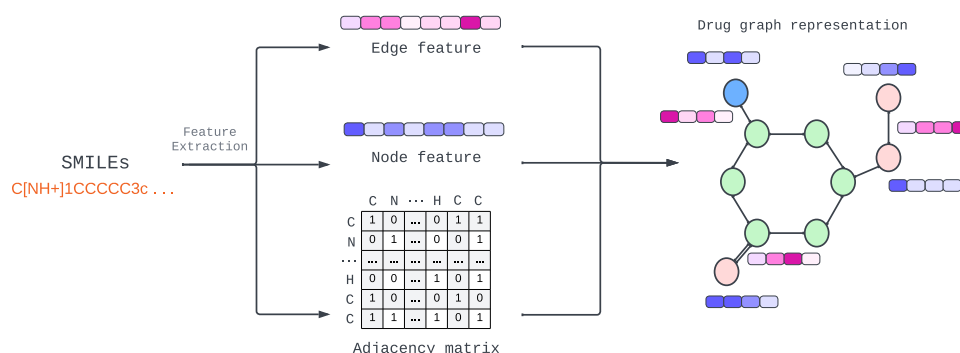 Drug graph representation
Edge feature
Feature
Extraction
SMILEs
C[NH+]1CCCCC3c . . .
Node feature
C N ··· H C C
C 1 0 ... 0 1 1
N 0 1 ... 0 0 1
··· ... ... ... ... ... ...
H 0 0 ... 1 0 1
C 1 0 ... 0 1 0
C 1 1 ... 1 0 1
Adjacency matrix